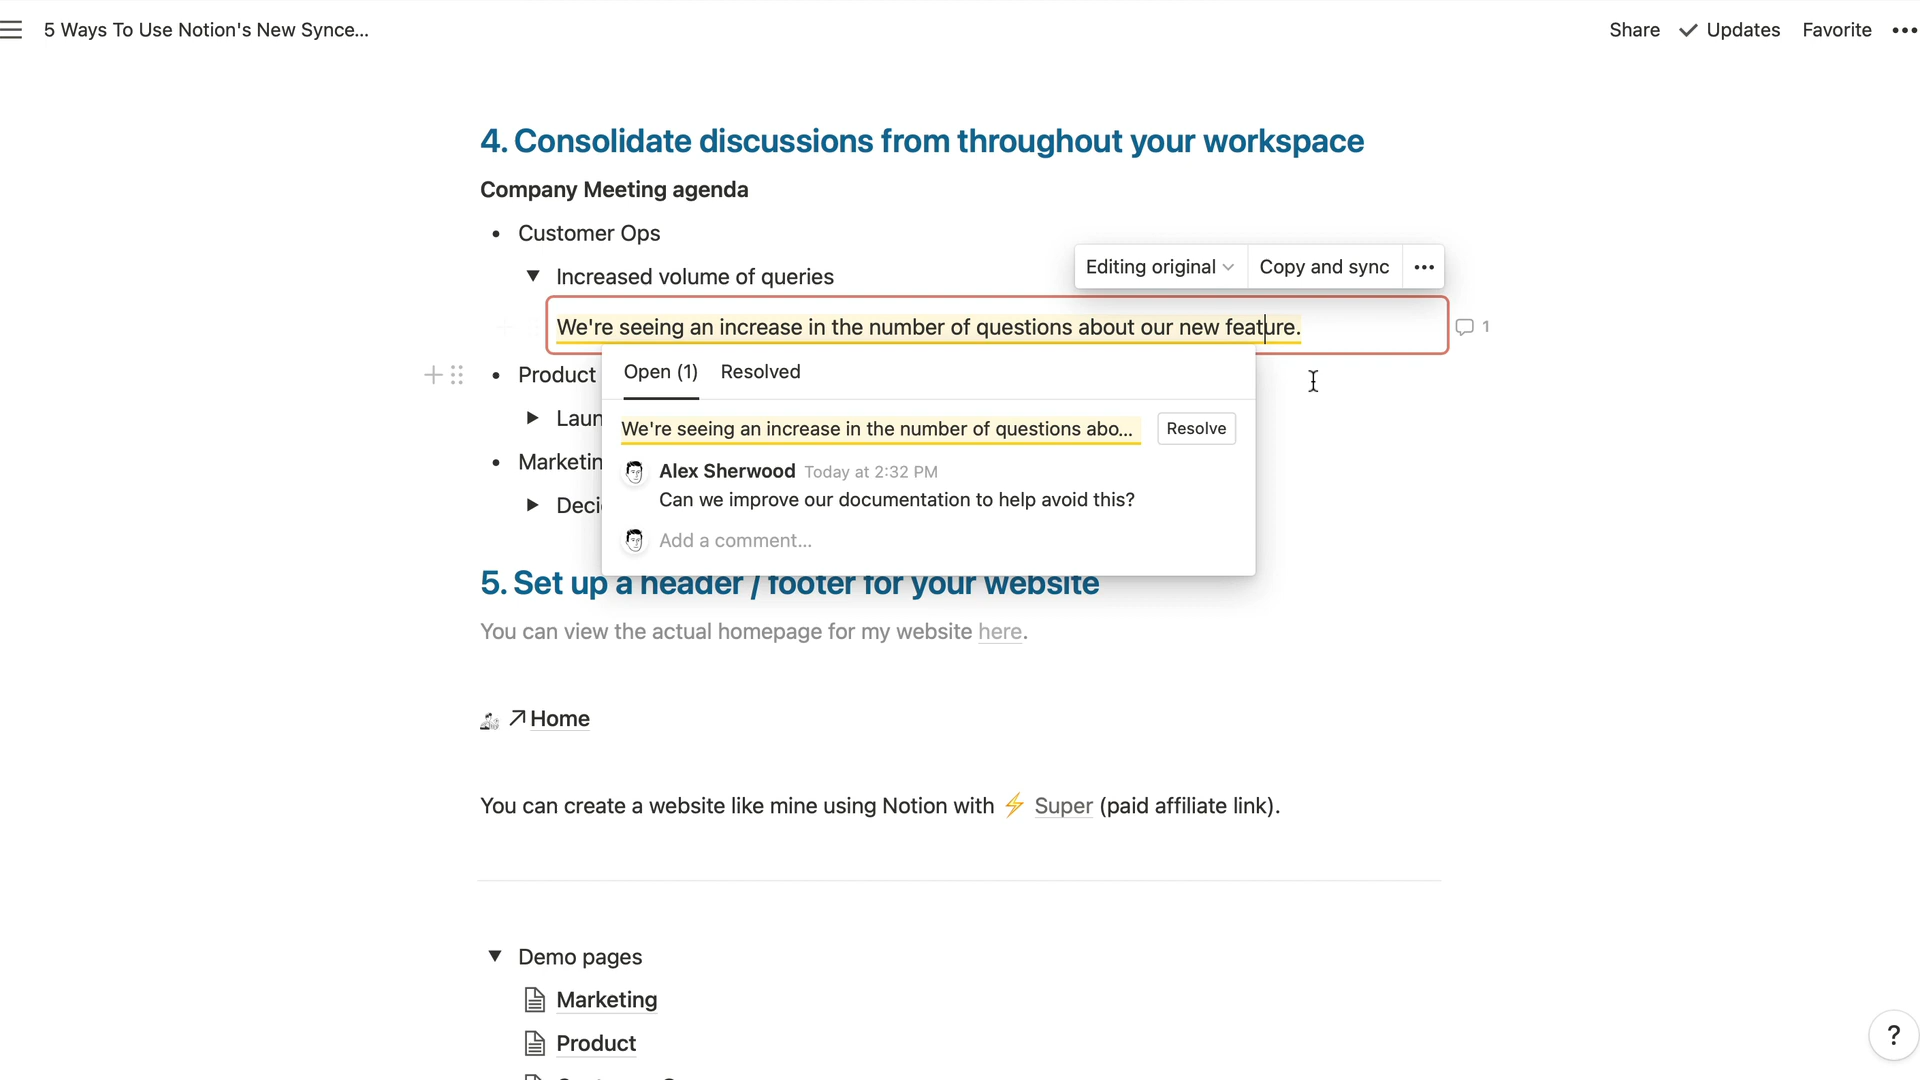 5 Ways To Use Notion's New Synce...
Share
Updates
Favorite
4. Consolidate discussions from throughout your workspace
Company Meeting agenda
• Customer Ops
Increased volume of queries
Editing original
Copy and sync
We're seeing an increase in the number of questions about our new feature.
1
• Product
Open (1)
Resolved
Laun
We're seeing an increase in the number of questions abo...
Resolve
• Marketin
Alex Sherwood Today at 2:32 PM
Can we improve our documentation to help avoid this?
Deci
Add a comment...
5. Set up a header / footer for your website
You can view the actual homepage for my website here.
Home
You can create a website like mine using Notion with ⚡ Super (paid affiliate link).
Demo pages
Marketing
Product
?